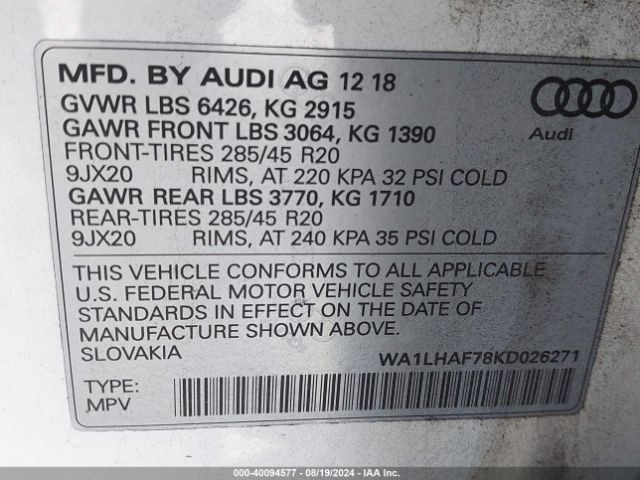 MFD. BY AUDI AG 12 18
GVWR LBS 6426, KG 2915
GAWR FRONT LBS 3064, KG 1390
FRONT-TIRES 285/45 R20
9JX20 RIMS, AT 220 KPA 32 PSI COLD
GAWR REAR LBS 3770, KG 1710
REAR-TIRES 285/45 R20
9JX20 RIMS, AT 240 KPA 35 PSI COLD
Audi
THIS VEHICLE CONFORMS TO ALL APPLICABLE
U.S. FEDERAL MOTOR VEHICLE SAFETY
STANDARDS IN EFFECT ON THE DATE OF
MANUFACTURE SHOWN ABOVE.
SLOVAKIA WA1LHAF78KD026271
TYPE:
MPV
000-40094577 - 08/19/2024 - IAA Inc.